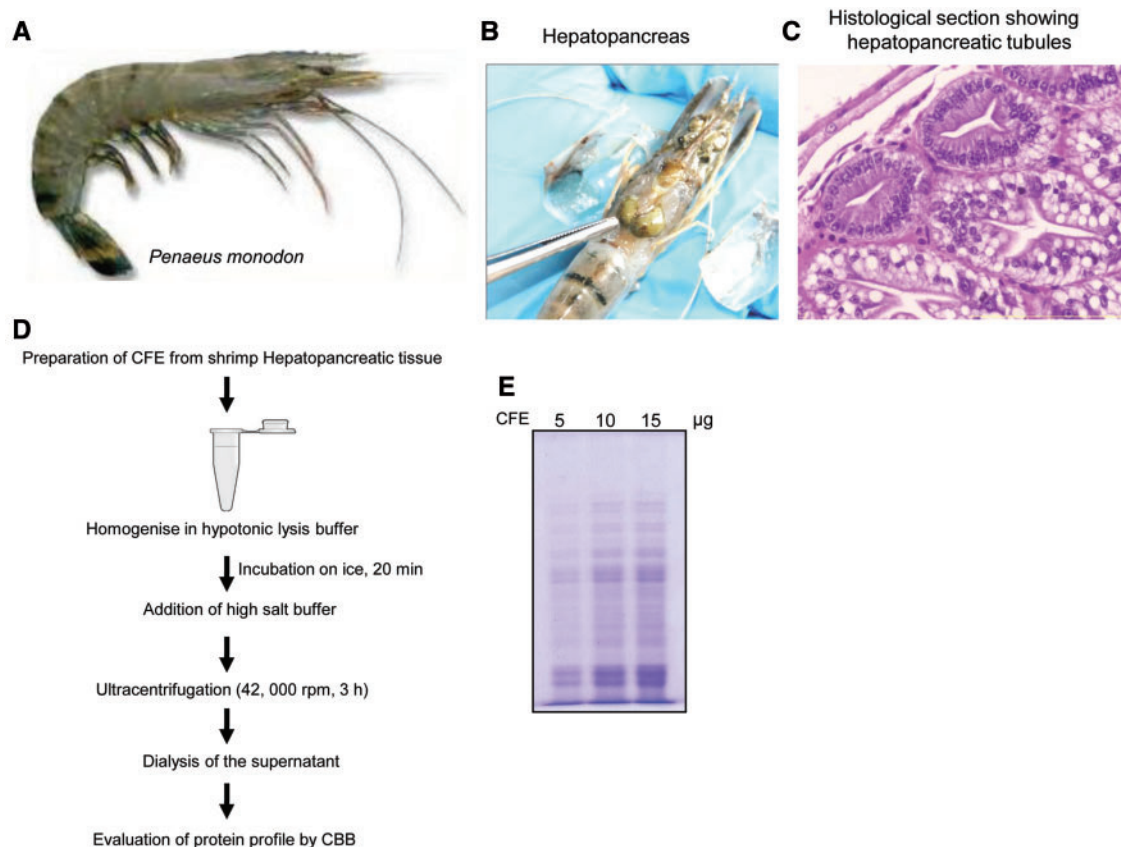 A
Penaeus monodon
B
Hepatopancreas
C
Histological section showing
hepatopancreatic tubules
D
Preparation of CFE from shrimp Hepatopancreatic tissue
Homogenise in hypotonic lysis buffer
Incubation on ice, 20 min
Addition of high salt buffer
Ultracentrifugation (42, 000 rpm, 3 h)
Dialysis of the supernatant
Evaluation of protein profile by CBB
E
CFE 5 10 15 µg